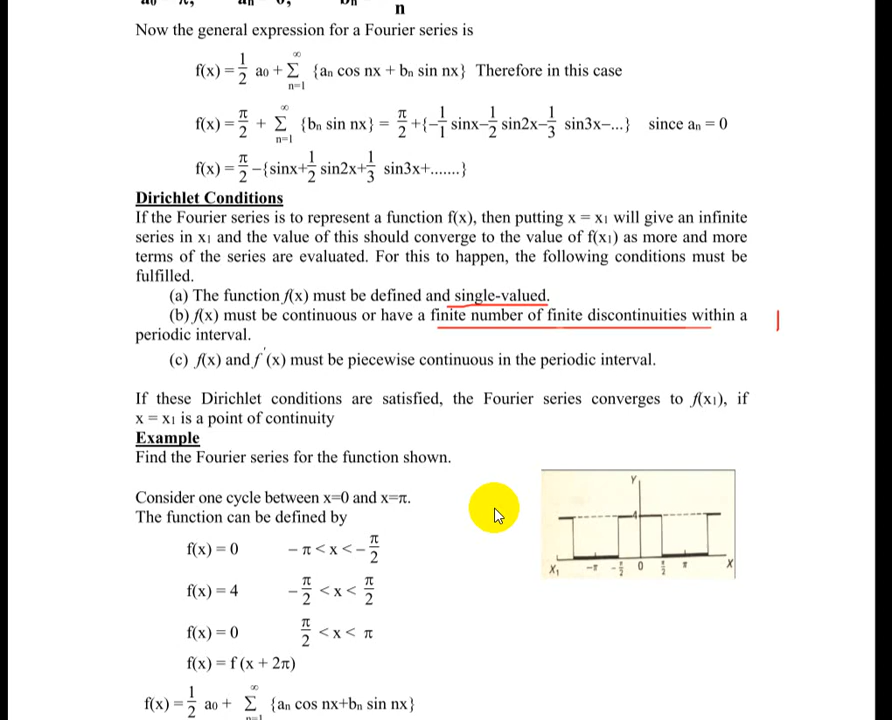 n
Now the general expression for a Fourier series is
f(x) = 1/2 a₀ + ∞ Σ n=1 {aₙ cos nx + bₙ sin nx} Therefore in this case
f(x) = π/2 + ∞ Σ n=1 {bₙ sin nx} = π/2 +{−1/1 sinx−1/2 sin2x−1/3 sin3x−...} since aₙ = 0
f(x) = π/2 −{sinx+1/2 sin2x+1/3 sin3x+.......}
Dirichlet Conditions
If the Fourier series is to represent a function f(x), then putting x = x₁ will give an infinite
series in x₁ and the value of this should converge to the value of f(x₁) as more and more
terms of the series are evaluated. For this to happen, the following conditions must be
fulfilled.
(a) The function f(x) must be defined and single-valued.
(b) f(x) must be continuous or have a finite number of finite discontinuities within a
periodic interval.
(c) f(x) and f'(x) must be piecewise continuous in the periodic interval.
If these Dirichlet conditions are satisfied, the Fourier series converges to f(x₁), if
x = x₁ is a point of continuity
Example
Find the Fourier series for the function shown.
Consider one cycle between x=0 and x=π.
The function can be defined by
f(x) = 0 − π < x < − π/2
f(x) = 4 − π/2 < x < π/2
f(x) = 0 π/2 < x < π
f(x) = f (x + 2π)
f(x) = 1/2 a₀ + ∞ Σ n=1 {aₙ cos nx+bₙ sin nx}
Y
4
X₁ −π −π/2 0 π/2 π X